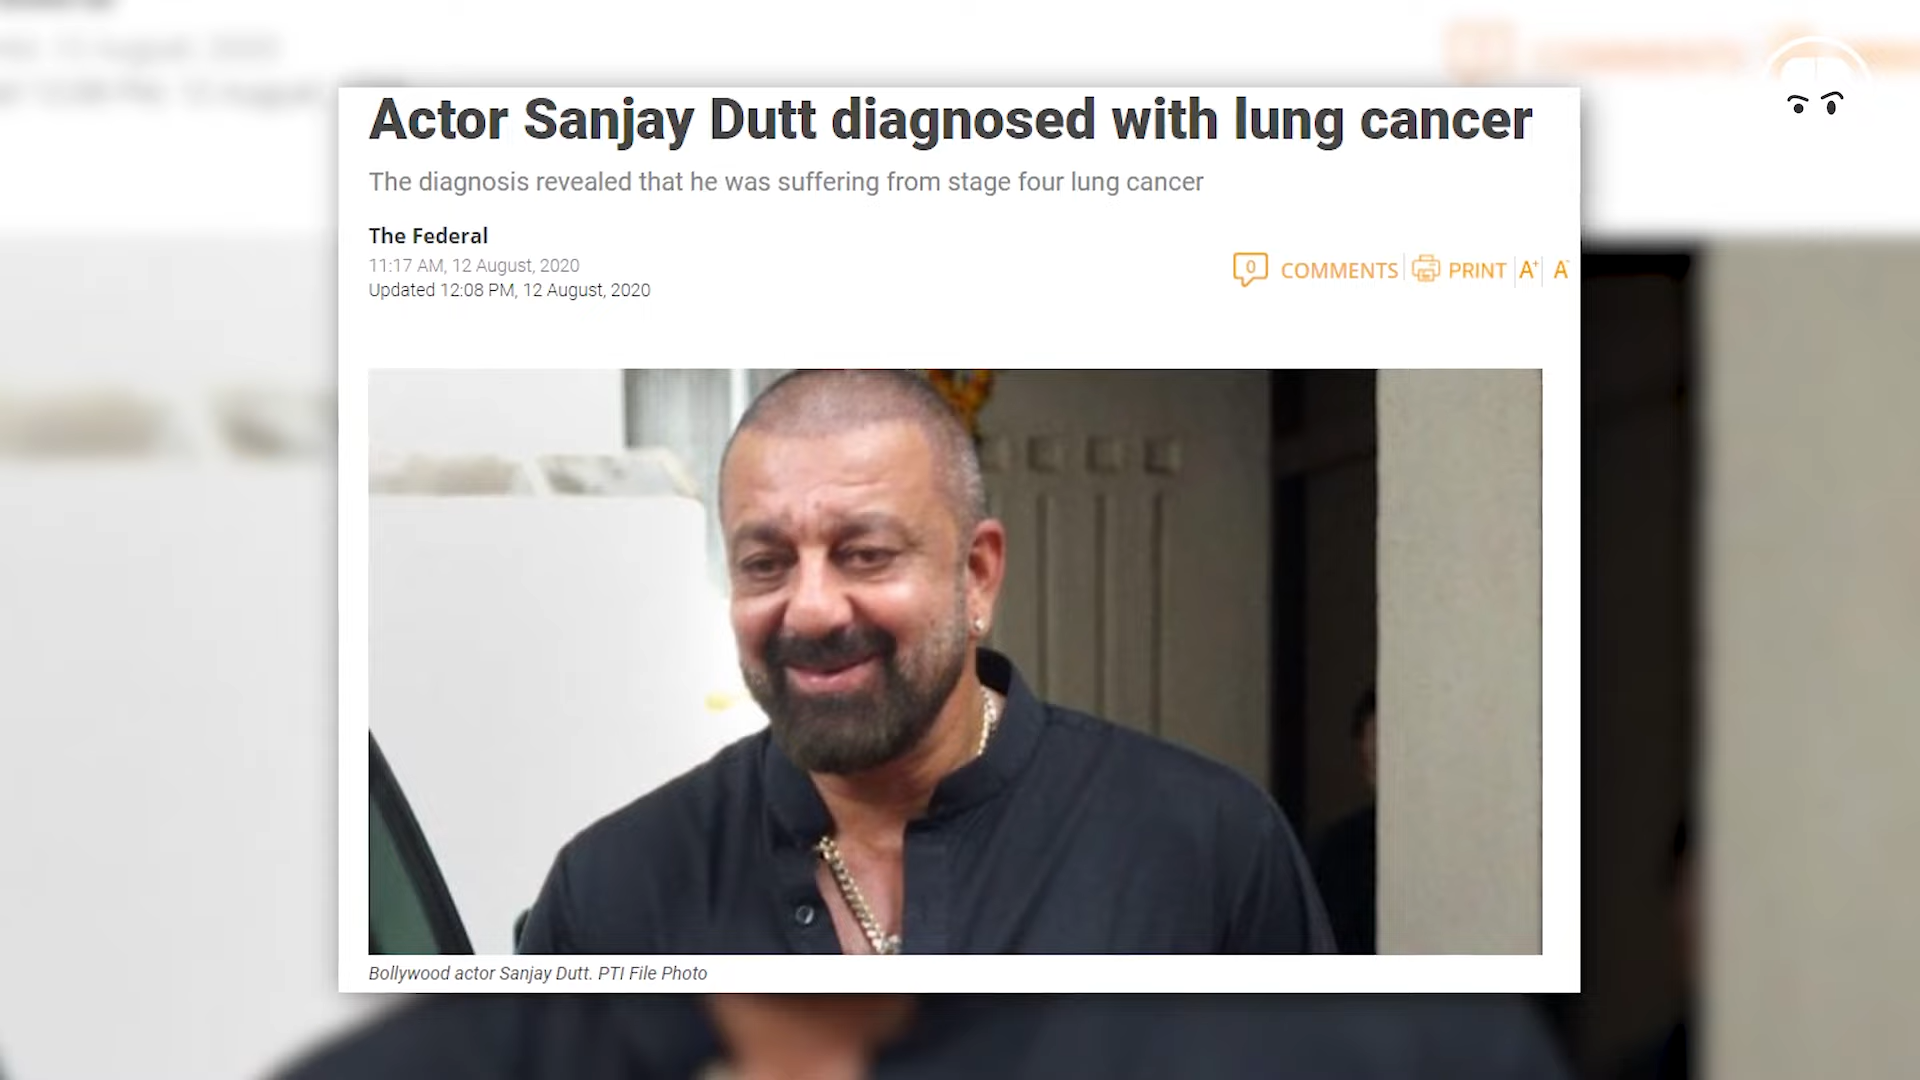 Actor Sanjay Dutt diagnosed with lung cancer
The diagnosis revealed that he was suffering from stage four lung cancer
The Federal
11:17 AM, 12 August, 2020
Updated 12:08 PM, 12 August, 2020
0 COMMENTS PRINT A+ A-
Bollywood actor Sanjay Dutt. PTI File Photo